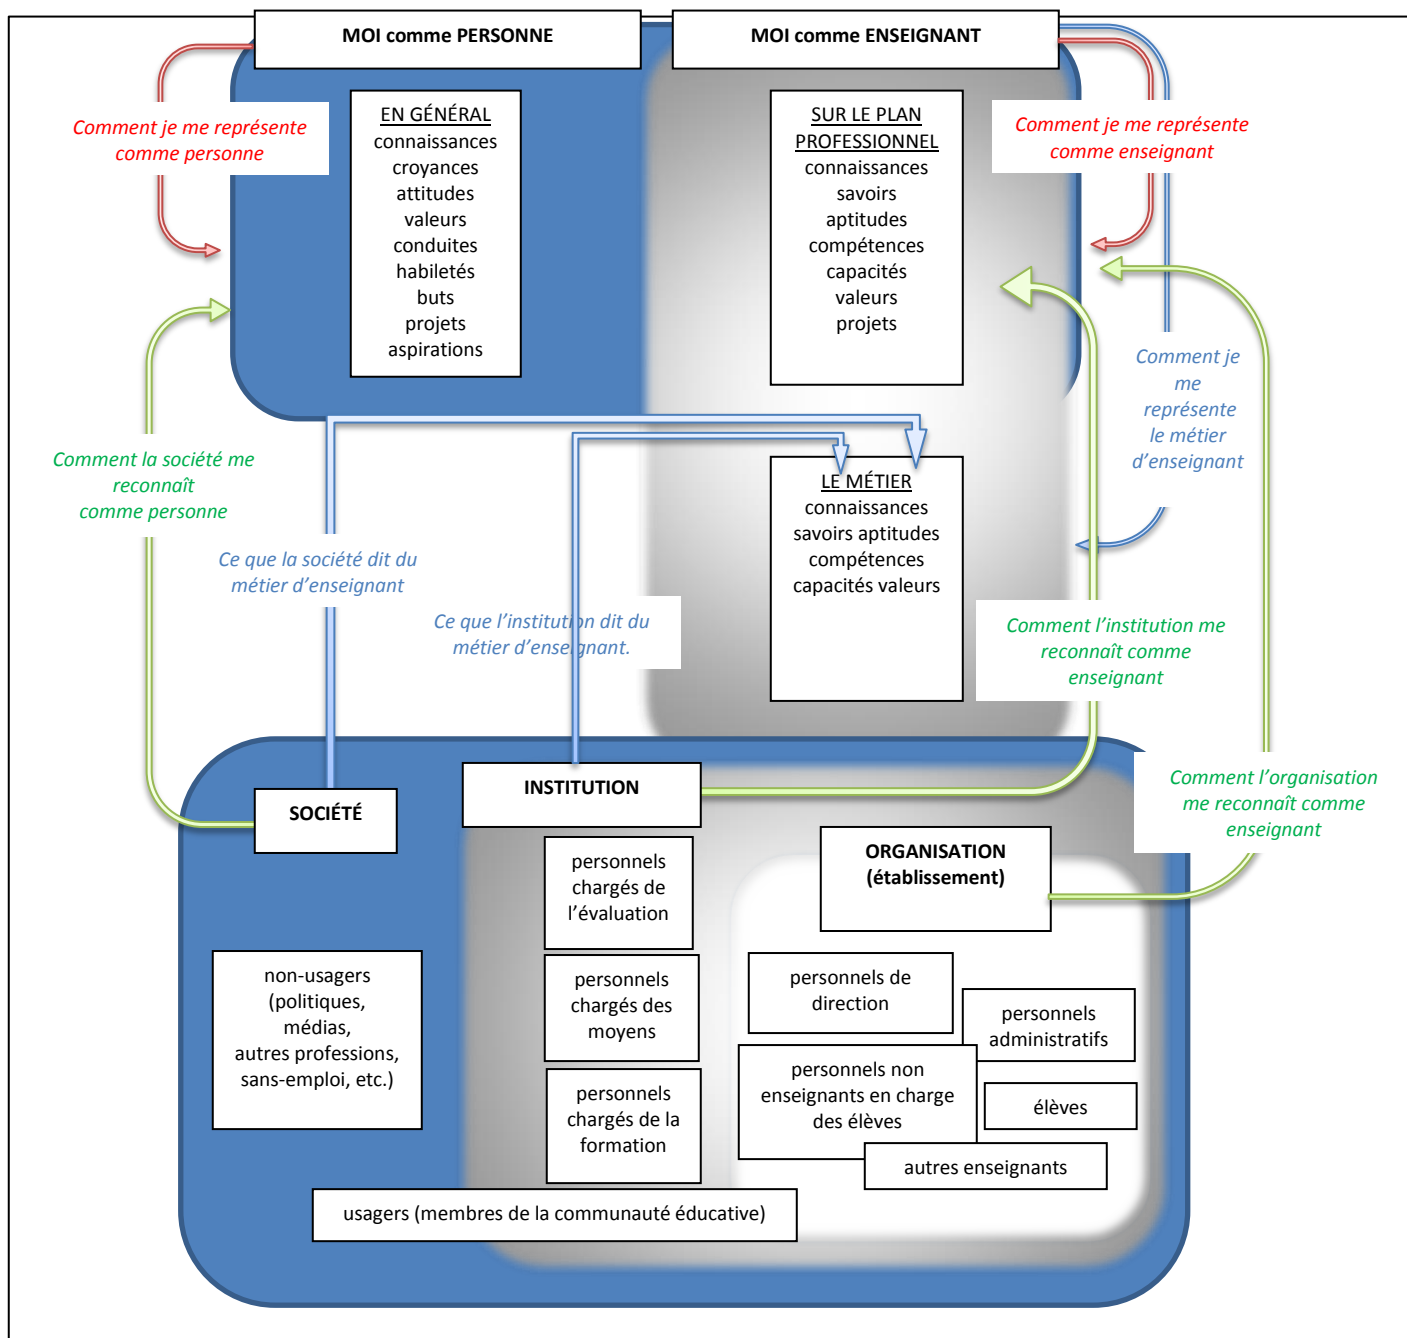 MOI comme PERSONNE
MOI comme ENSEIGNANT
Comment je me représente
comme personne
EN GÉNÉRAL
connaissances
croyances
attitudes
valeurs
conduites
habiletés
buts
projets
aspirations
SUR LE PLAN
PROFESSIONNEL
connaissances
savoirs
aptitudes
compétences
capacités
valeurs
projets
Comment je me représente
comme enseignant
Comment je
me
représente
le métier
d’enseignant
Comment la société me
reconnaît
comme personne
LE MÉTIER
connaissances
savoirs aptitudes
compétences
capacités valeurs
Ce que la société dit du
métier d’enseignant
Ce que l’institution dit du
métier d’enseignant.
Comment l’institution me
reconnaît comme
enseignant
Comment l’organisation
me reconnaît comme
enseignant
SOCIÉTÉ
INSTITUTION
ORGANISATION
(établissement)
personnels
chargés de
l’évaluation
personnels
chargés des
moyens
personnels
chargés de la
formation
non-usagers
(politiques,
médias,
autres professions,
sans-emploi, etc.)
personnels de
direction
personnels
administratifs
personnels non
enseignants en charge
des élèves
élèves
autres enseignants
usagers (membres de la communauté éducative)